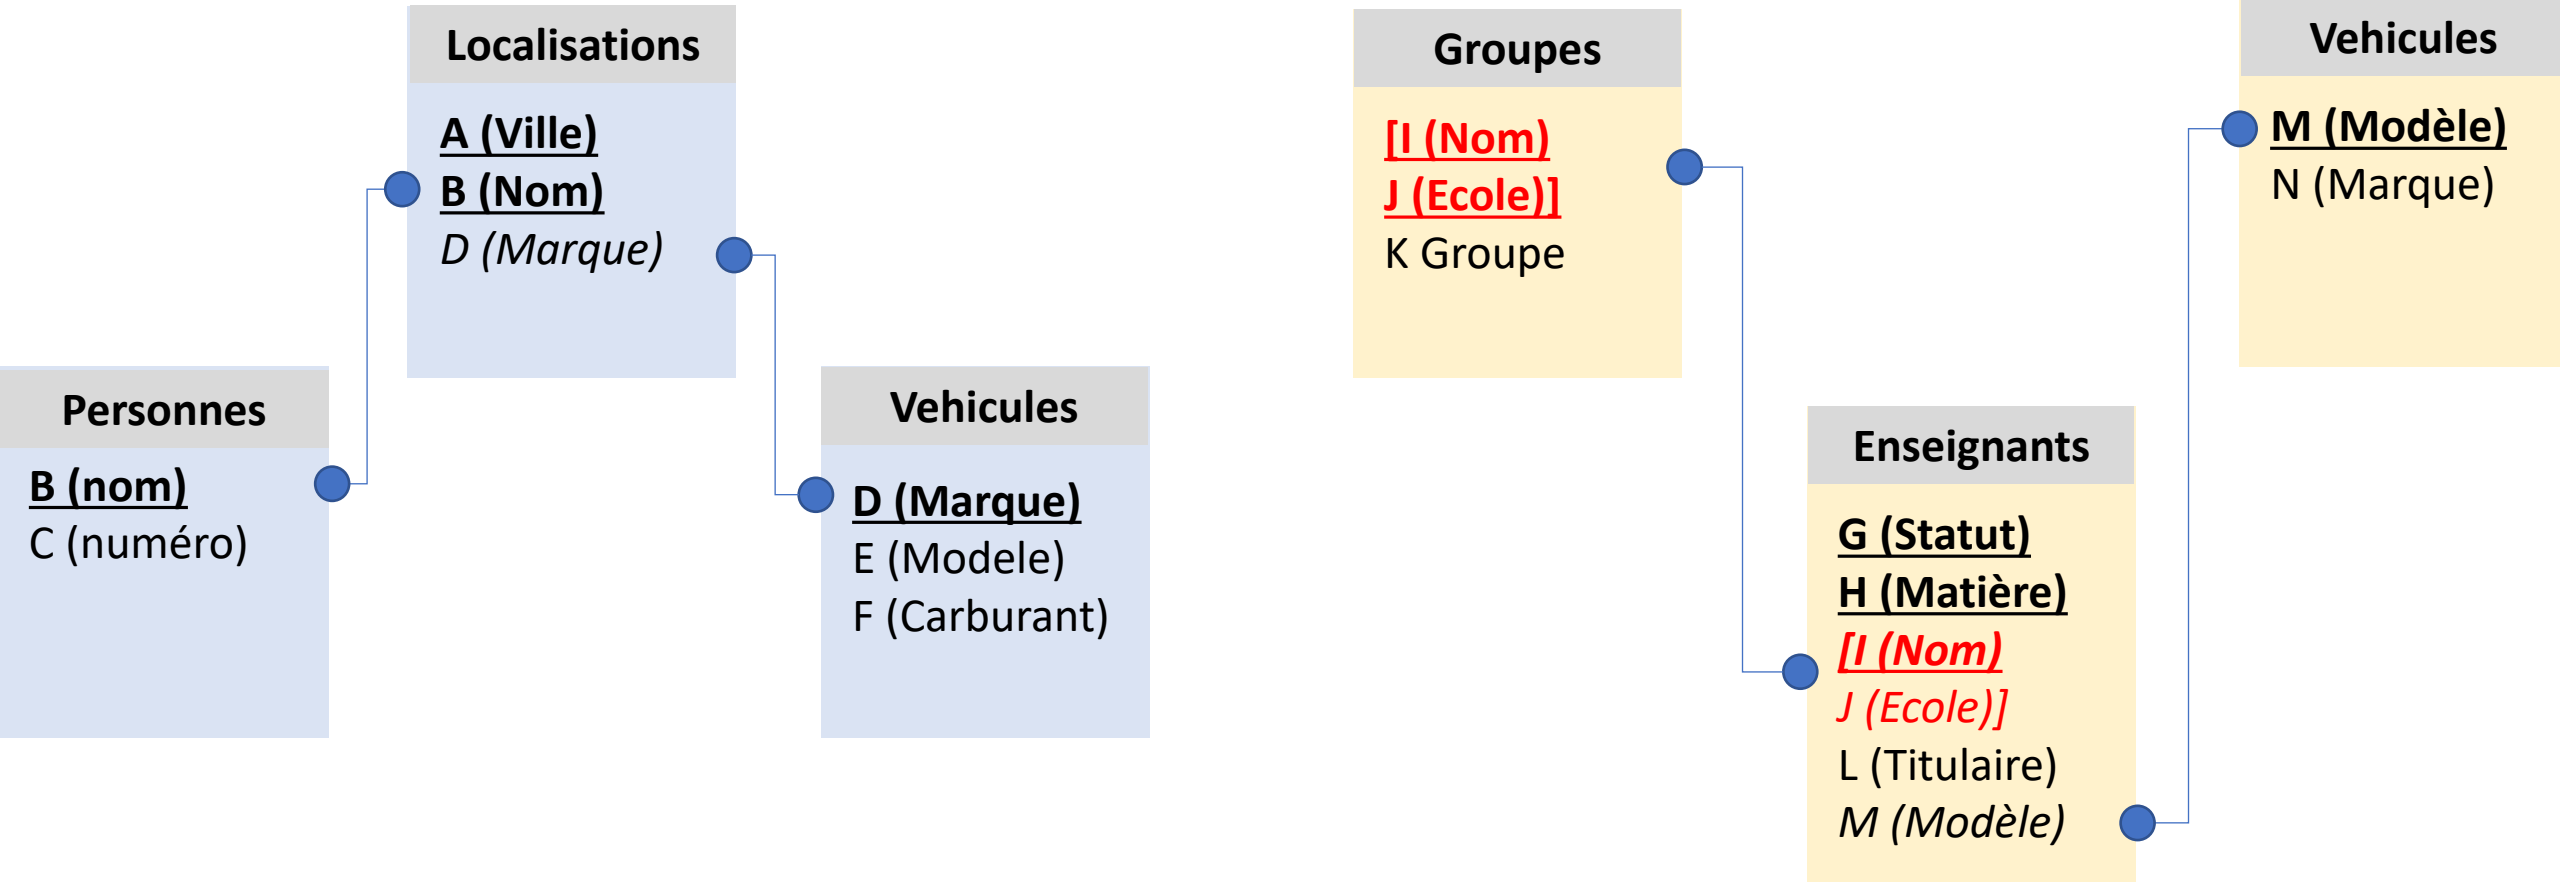 Localisations
A (Ville)
B (Nom)
D (Marque)
Personnes
B (nom)
C (numéro)
Vehicules
D (Marque)
E (Modele)
F (Carburant)
Groupes
[I (Nom)
J (Ecole)]
K Groupe
Enseignants
G (Statut)
H (Matière)
[I (Nom)
J (Ecole)]
L (Titulaire)
M (Modèle)
Vehicules
M (Modèle)
N (Marque)